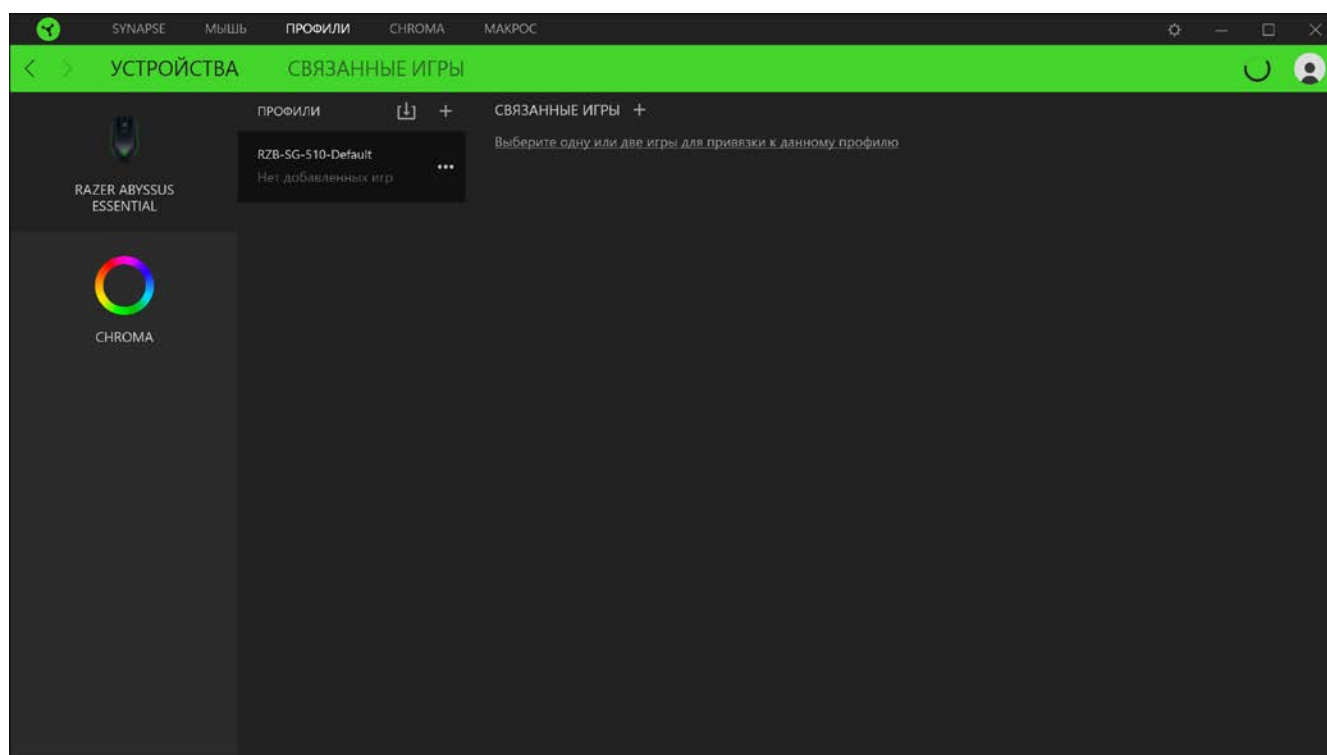 SYNAPSE МЫШЬ ПРОФИЛИ CHROMA МАКРОС
УСТРОЙСТВА СВЯЗАННЫЕ ИГРЫ
ПРОФИЛИ
СВЯЗАННЫЕ ИГРЫ
RZB-SG-510-Default
Нет добавленных игр
Выберите одну или две игры для привязки к данному профилю
RAZER ABYSSUS
ESSENTIAL
CHROMA